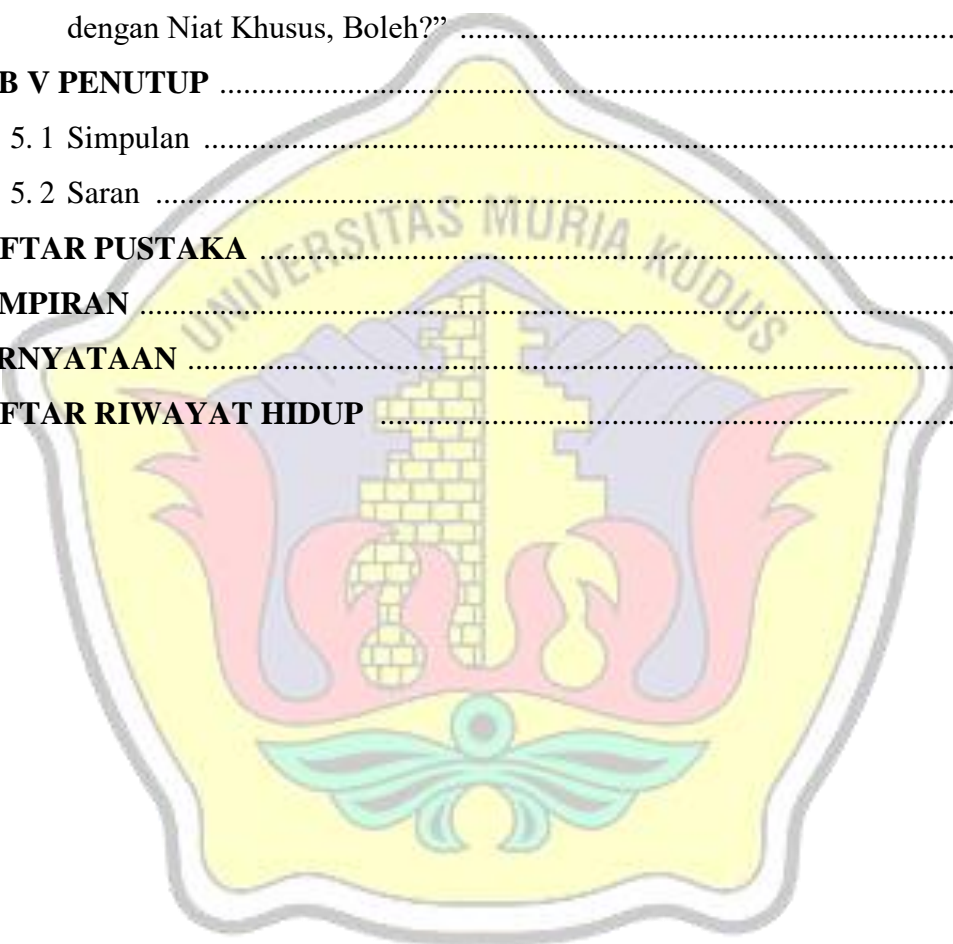 dengan Niat Khusus, Boleh?” ........................................................................
B V PENUTUP ........................................................................
5. 1 Simpulan ........................................................................
5. 2 Saran ........................................................................
FTAR PUSTAKA ........................................................................
MPIRAN ........................................................................
RNYATAAN ........................................................................
FTAR RIWAYAT HIDUP ........................................................................
UNIVERSITAS MURIA KUDUS